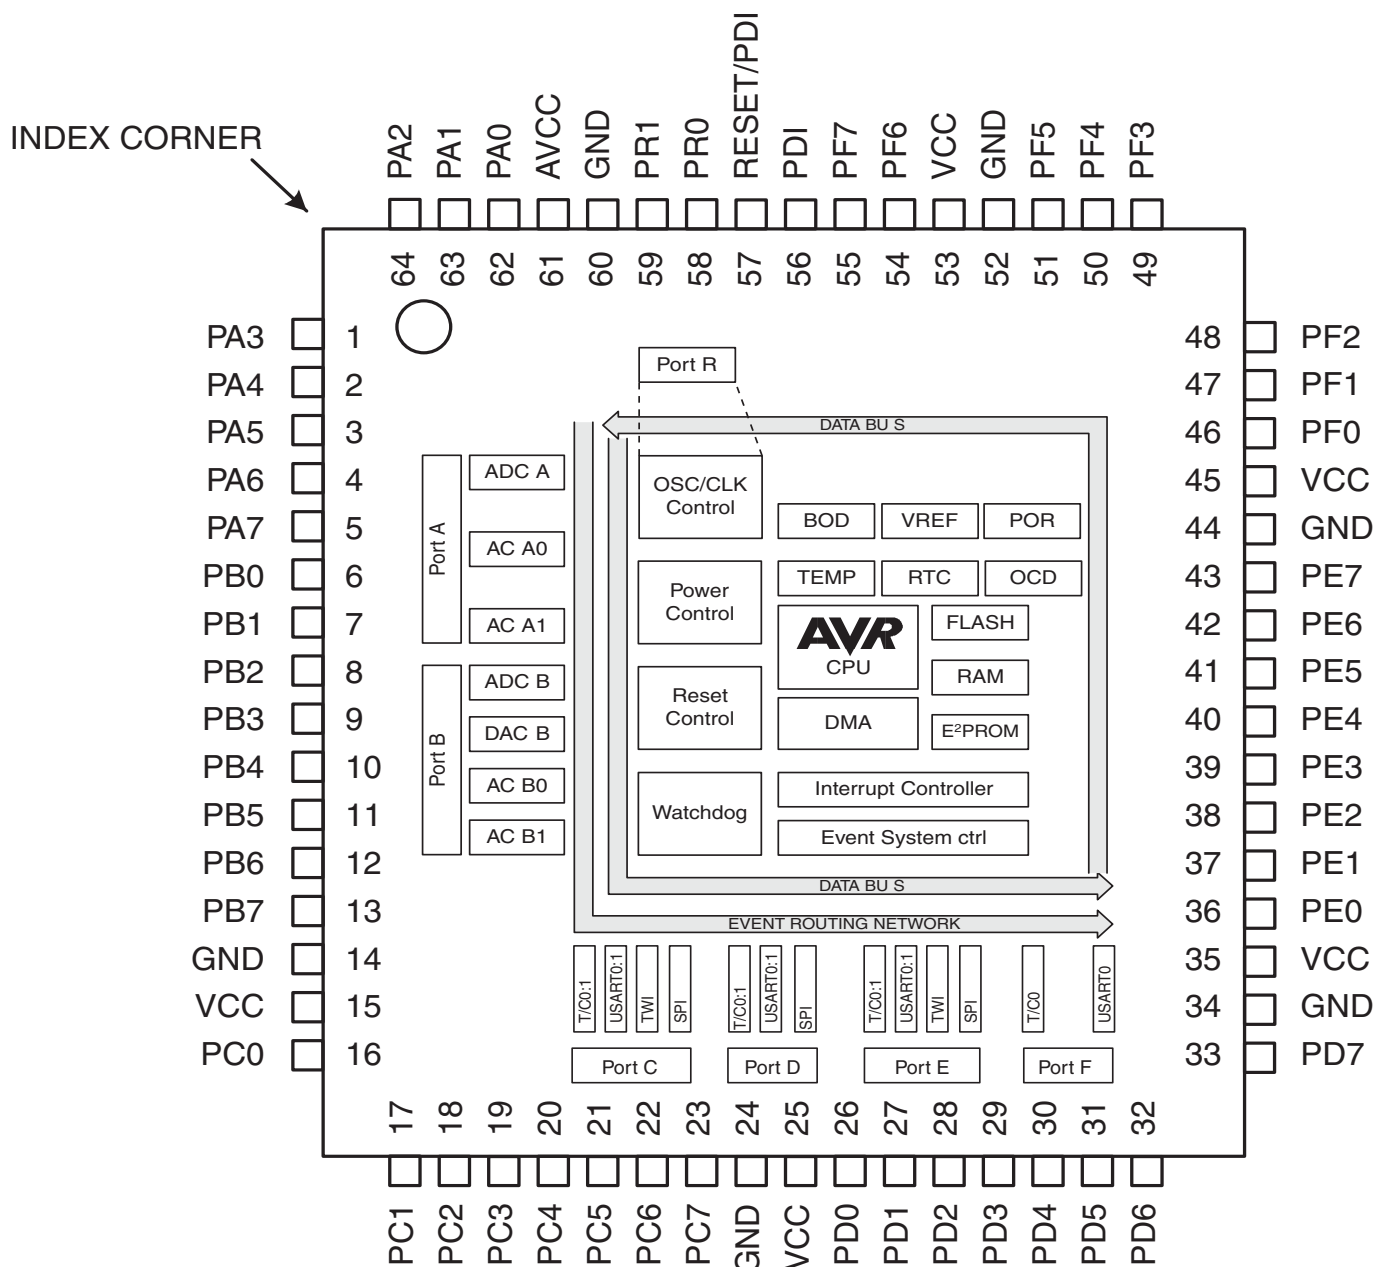 INDEX CORNER
PA2
PA1
PA0
AVCC
GND
PR1
PR0
RESET/PDI
PDI
PF7
PF6
VCC
GND
PF5
PF4
PF3
64
63
62
61
60
59
58
57
56
55
54
53
52
51
50
49
PA3 1
PA4 2
PA5 3
PA6 4
PA7 5
PB0 6
PB1 7
PB2 8
PB3 9
PB4 10
PB5 11
PB6 12
PB7 13
GND 14
VCC 15
PC0 16
48 PF2
47 PF1
46 PF0
45 VCC
44 GND
43 PE7
42 PE6
41 PE5
40 PE4
39 PE3
38 PE2
37 PE1
36 PE0
35 VCC
34 GND
33 PD7
Port R
DATA BU S
Port A
ADC A
AC A0
AC A1
Port B
ADC B
DAC B
AC B0
AC B1
OSC/CLK
Control
Power
Control
Reset
Control
Watchdog
BOD
VREF
POR
TEMP
RTC
OCD
AVR
CPU
FLASH
RAM
DMA
E²PROM
Interrupt Controller
Event System ctrl
DATA BU S
EVENT ROUTING NETWORK
T/C0:1
USART0:1
TWI
SPI
T/C0:1
USART0:1
SPI
T/C0:1
USART0:1
TWI
SPI
T/C0
USART0
Port C
Port D
Port E
Port F
17
18
19
20
21
22
23
24
25
26
27
28
29
30
31
32
PC1
PC2
PC3
PC4
PC5
PC6
PC7
GND
VCC
PD0
PD1
PD2
PD3
PD4
PD5
PD6